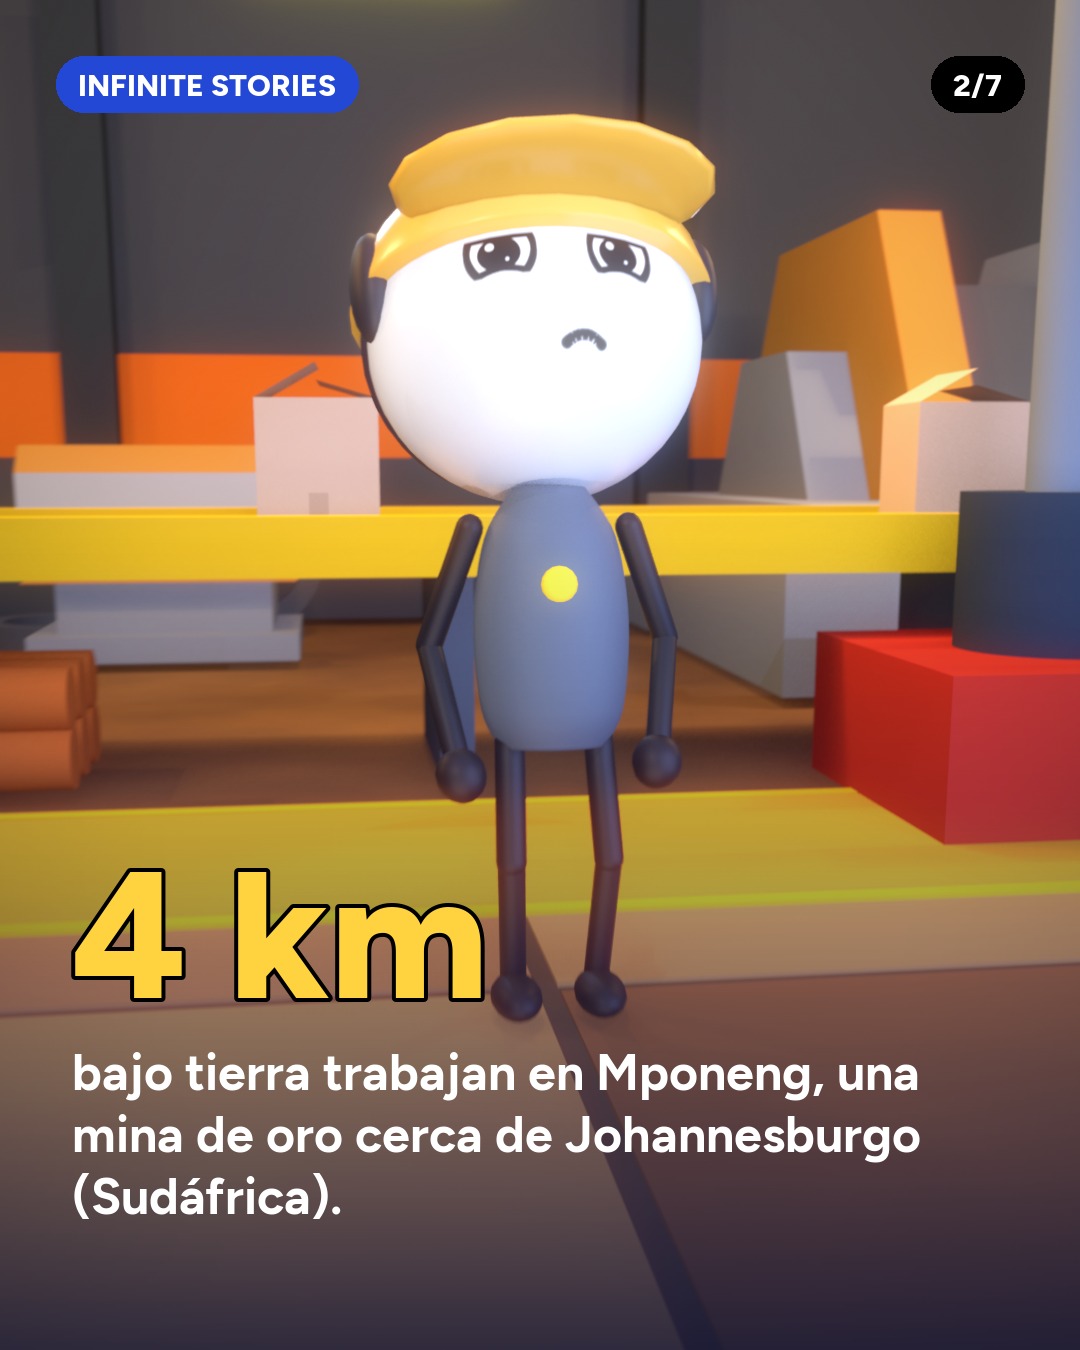 INFINITE STORIES
2/7
4 km
bajo tierra trabajan en Mponeng, una
mina de oro cerca de Johannesburgo
(Sudáfrica).